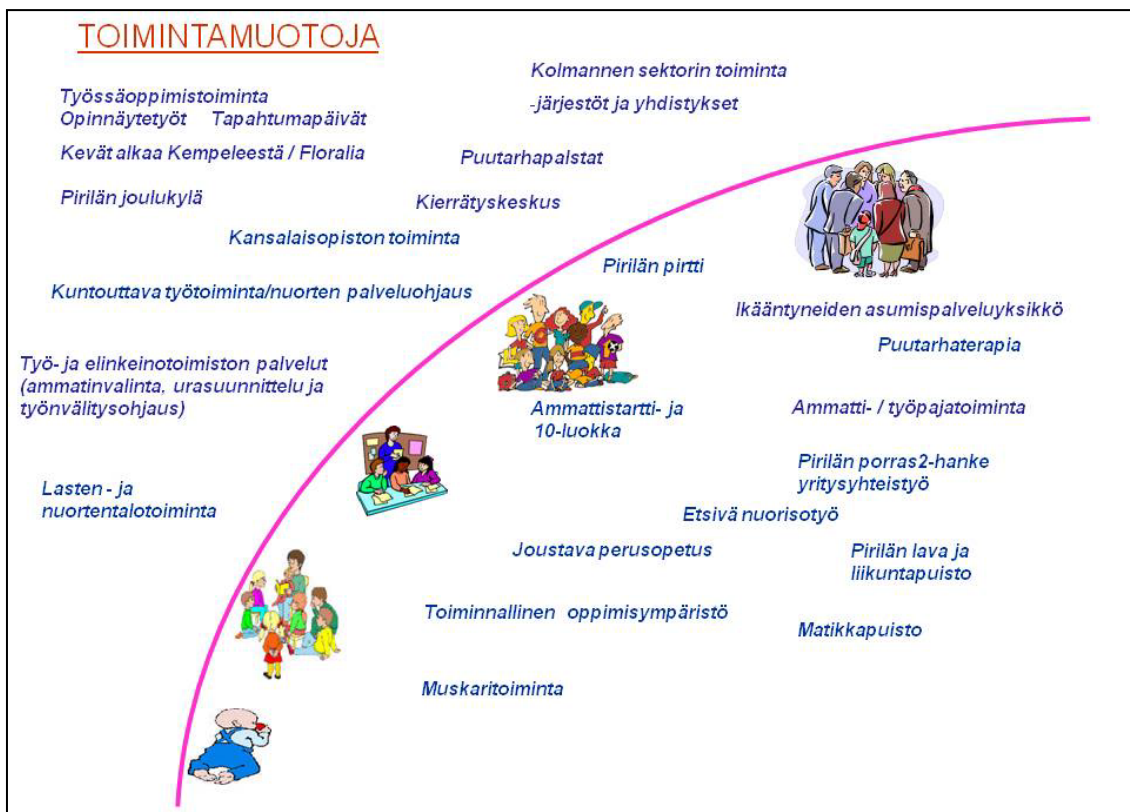 TOIMINTAMUOTOJA
Kolmannen sektorin toiminta
-järjestöt ja yhdistykset
Työssäoppimistoiminta
Opinnäytetyöt Tapahtumapäivät
Kevät alkaa Kempeleestä / Floralia
Puutarhapalstat
Pirilän joulukylä
Kierrätyskeskus
Kansalaisopiston toiminta
Pirilän pirtti
Kuntouttava työtoiminta/nuorten palveluohjaus
Ikääntyneiden asumispalveluyksikkö
Puutarhaterapia
Työ- ja elinkeinotoimiston palvelut
(ammatinvalinta, urasuunnittelu ja
työnvälitysohjaus)
Ammattistartti- ja
10-luokka
Ammatti- / työpajatoiminta
Pirilän porras2-hanke
yritysyhteistyö
Lasten - ja
nuortentalotoiminta
Etsivä nuorisotyö
Joustava perusopetus
Pirilän lava ja
liikuntapuisto
Toiminnallinen oppimisympäristö
Matikkapuisto
Muskaritoiminta